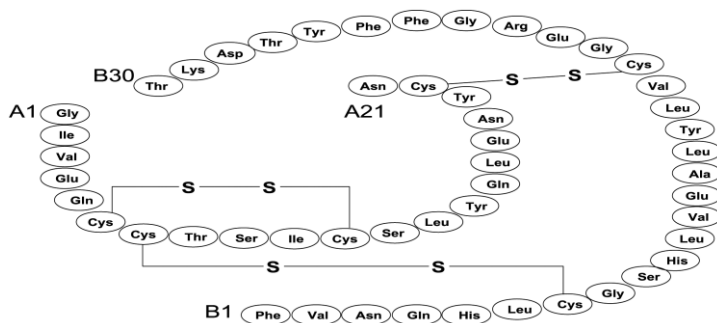 B30
Thr
Lys
Asp
Thr
Tyr
Phe
Phe
Gly
Arg
Glu
Gly
Cys
Val
Leu
Tyr
Leu
Ala
Glu
Val
Leu
His
Ser
Gly
Cys
Leu
His
Gln
Asn
Val
Phe
B1
A1
Gly
Ile
Val
Glu
Gln
Cys
Cys
Thr
Ser
Ile
Cys
Ser
Leu
Tyr
Gln
Leu
Glu
Asn
Tyr
Cys
Asn
A21
S S
S S
S S